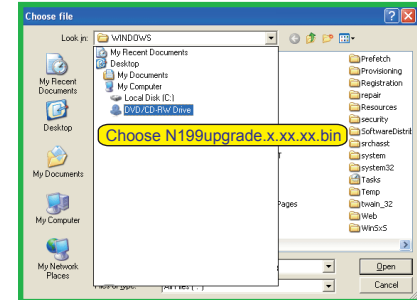 Choose file
Look in:
WINDOWS
My Recent Documents
Desktop
My Documents
My Computer
Local Disk (C:)
DVD/CD-RW Drive
Choose N199upgrade.x.xx.xx.bin
My Recent
Documents
Desktop
My Documents
My Computer
My Network
Places
Pages
Prefetch
Provisioning
Registration
repair
Resources
security
SoftwareDistrib
srchasst
system
system32
Tasks
Temp
twain_32
Web
WinSxS
Open
Cancel